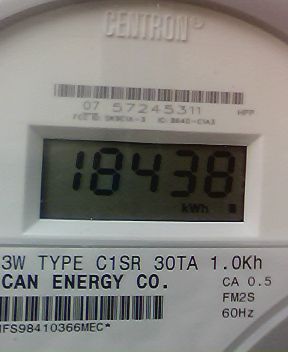 CENTRON®
07 57245311 HPP
18438
kWh
3W TYPE C1SR 30TA 1.0Kh
CAN ENERGY CO. CA 0.5
FM2S
60Hz